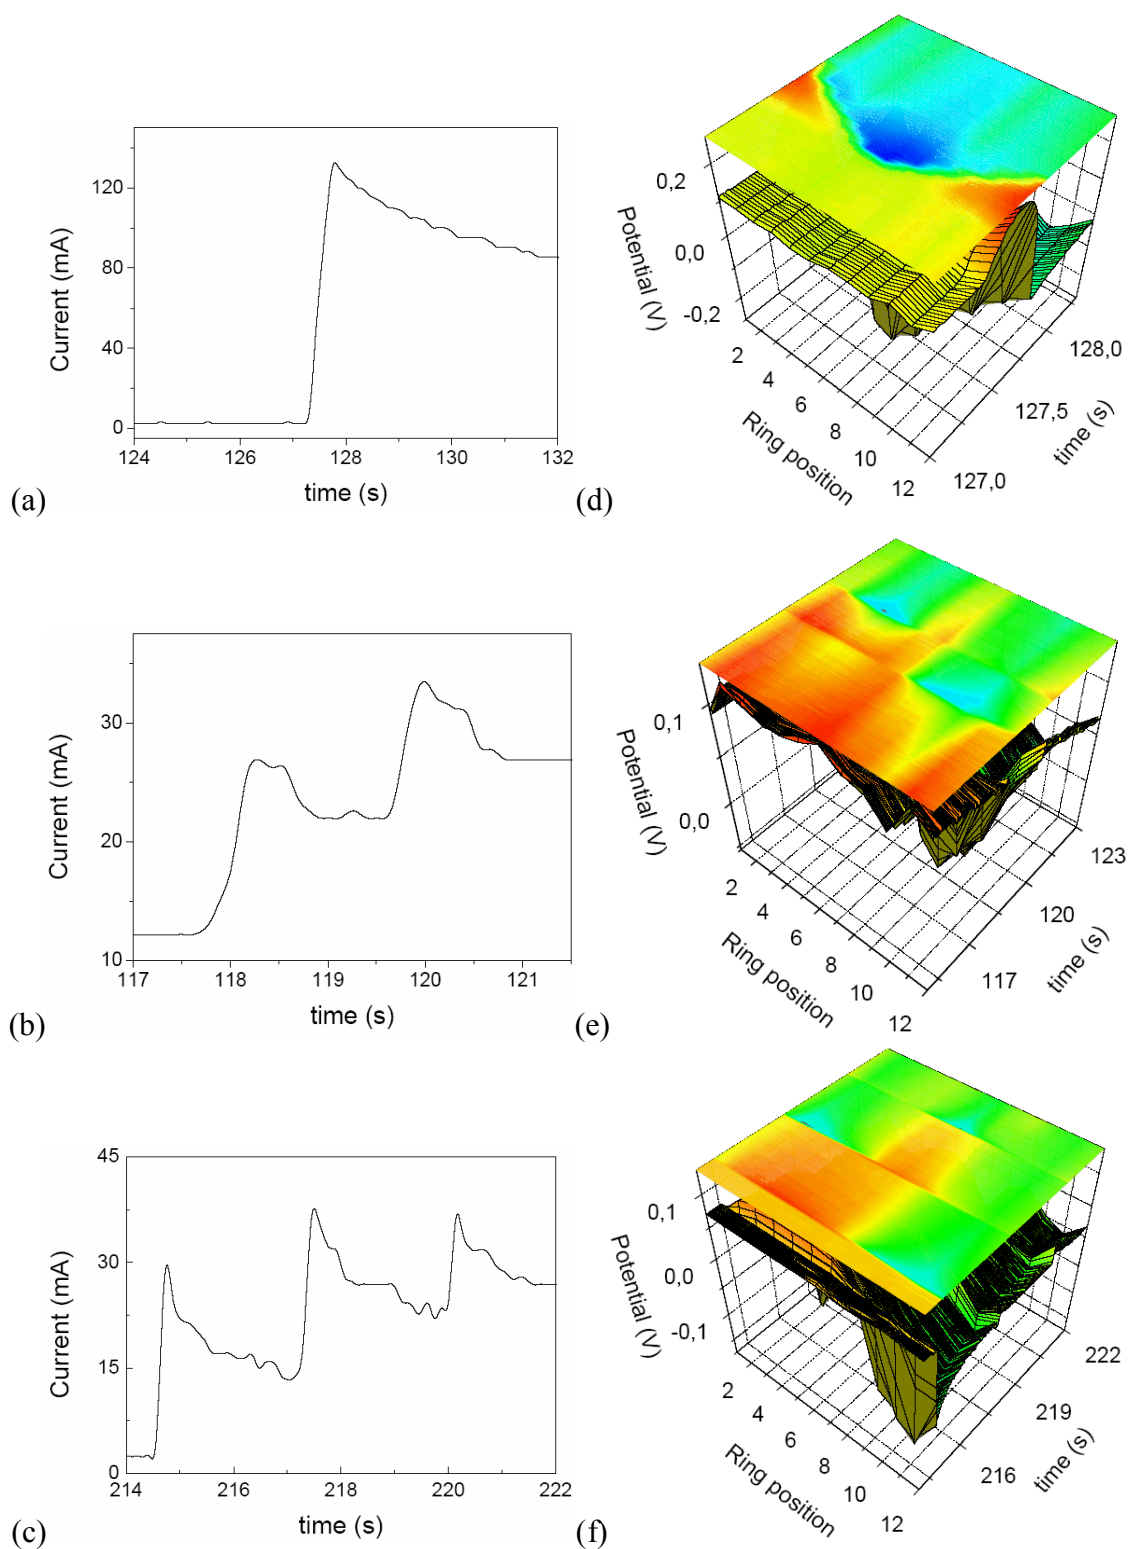 120
80
40
0
Current (mA)
124 126 128 130 132
time (s)
(a)
0,2
0,0
-0,2
Potential (V)
2 4 6 8 10 12
Ring position
127,0 127,5 128,0
time (s)
(d)
30
20
10
Current (mA)
117 118 119 120 121
time (s)
(b)
0,1
0,0
Potential (V)
2 4 6 8 10 12
Ring position
117 120 123
time (s)
(e)
45
30
15
0
Current (mA)
214 216 218 220 222
time (s)
(c)
0,1
0,0
-0,1
Potential (V)
2 4 6 8 10 12
Ring position
216 219 222
time (s)
(f)